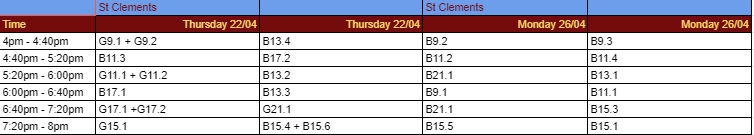 St Clements St Clements
Time Thursday 22/04 Thursday 22/04 Monday 26/04 Monday 26/04
4pm - 4:40pm G9.1 + G9.2 B13.4 B9.2 B9.3
4:40pm - 5:20pm B11.3 B17.2 B11.2 B11.4
5:20pm - 6:00pm G11.1 + G11.2 B13.2 B21.1 B13.1
6:00pm - 6:40pm B17.1 B13.3 B9.1 B11.1
6:40pm - 7:20pm G17.1 +G17.2 G21.1 B21.1 B15.3
7:20pm - 8pm G15.1 B15.4 + B15.6 B15.5 B15.1